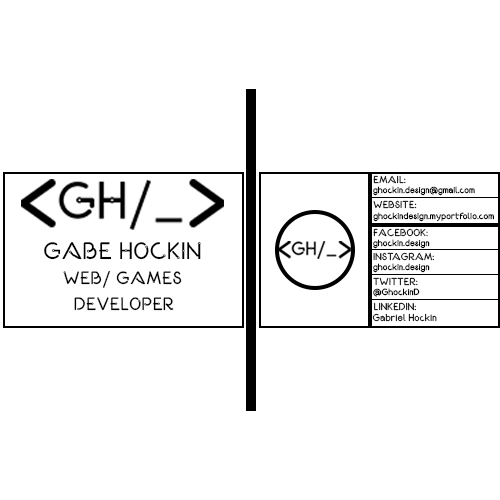 <GH/_>
GABE HOCKIN
WEB/ GAMES
DEVELOPER
<GH/_>
EMAIL:
ghockin.design@gmail.com
WEBSITE:
ghockindesign.myportfolio.com
FACEBOOK:
ghockin.design
INSTAGRAM:
ghockin.design
TWITTER:
@GhockinD
LINKEDIN:
Gabriel Hockin